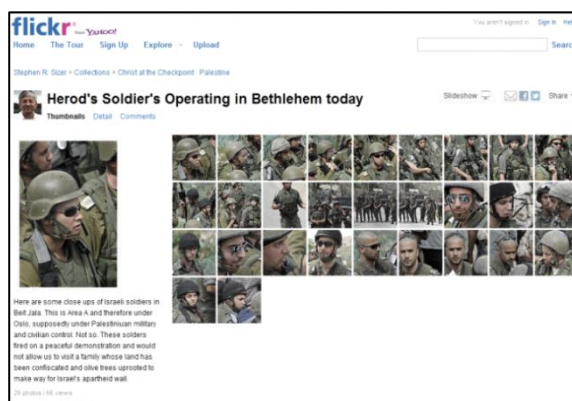 flickr from YAHOO!
You aren't signed in Sign In Help
Home The Tour Sign Up Explore Upload
Search
Stephen R. Sizer > Collections > Christ at the Checkpoint Palestine
Herod's Soldier's Operating in Bethlehem today
Slideshow Share
Thumbnails Detail Comments
Here are some close ups of Israeli soldiers in
Beit Jala. This is Area A and therefore under
Oslo, supposedly under Palestiniuan military
and civilian control. Not so. These solders
fired on a peaceful demonstration and would
not allow us to visit a family whose land has
been confiscated and olive trees uprooted to
make way for Israel's apartheid wall.
29 photos / 66 views